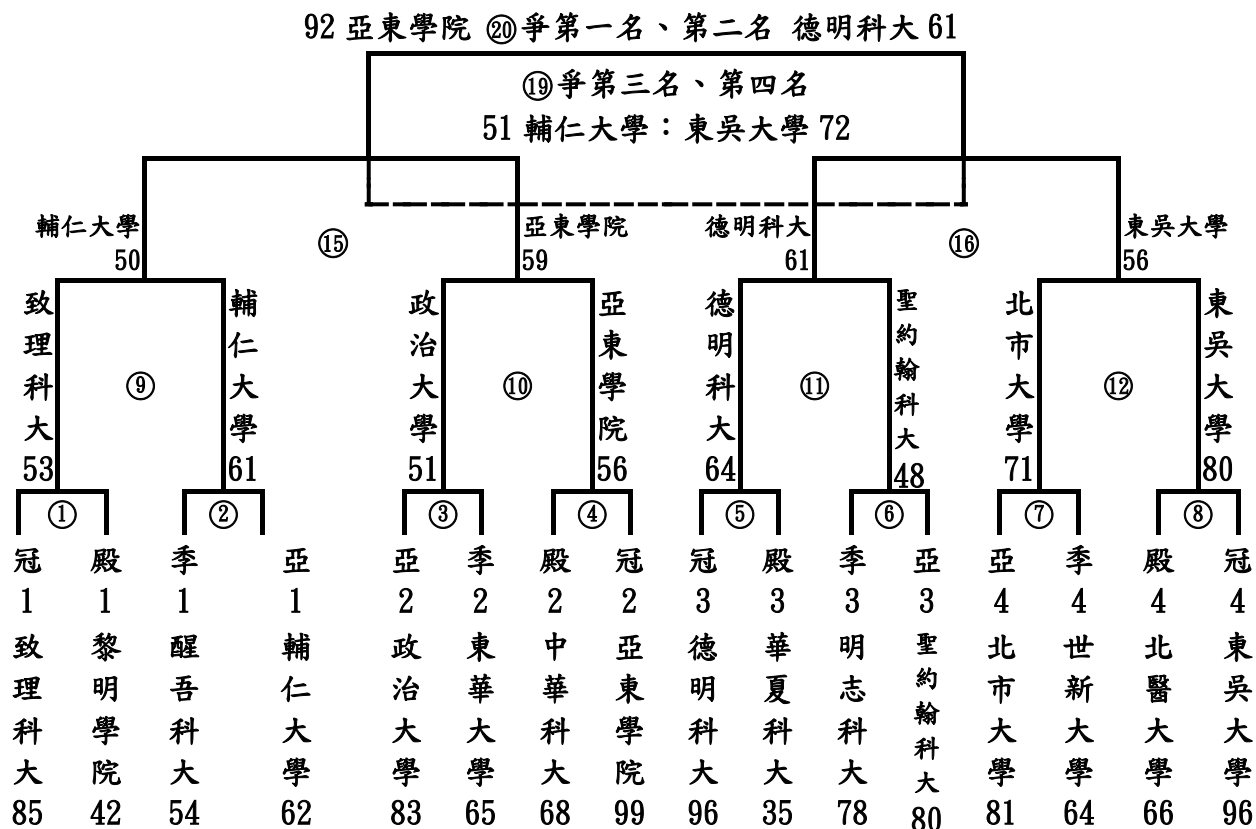 92 亞東學院 ⑳爭第一名、第二名 德明科大 61
⑲爭第三名、第四名
51 輔仁大學：東吳大學 72
輔仁大學
50
⑮
亞東學院
59
德明科大
61
⑯
東吳大學
56
致理科大
53
⑨
輔仁大學
61
政治大學
51
⑩
亞東學院
56
德明科大
64
⑪
聖約翰科大
48
北市大學
71
⑫
東吳大學
80
① ② ③ ④ ⑤ ⑥ ⑦ ⑧
冠 殿 季 亞 亞 季 殿 冠 冠 殿 季 亞 亞 季 殿 冠
1 1 1 1 2 2 2 2 3 3 3 3 4 4 4 4
致理科大
85
黎明學院
42
醒吾科大
54
輔仁大學
62
政治大學
83
東華大學
65
中華科大
68
亞東學院
99
德明科大
96
華夏科大
35
明志科大
78
聖約翰科大
80
北市大學
81
世新大學
64
北醫大學
66
東吳大學
96